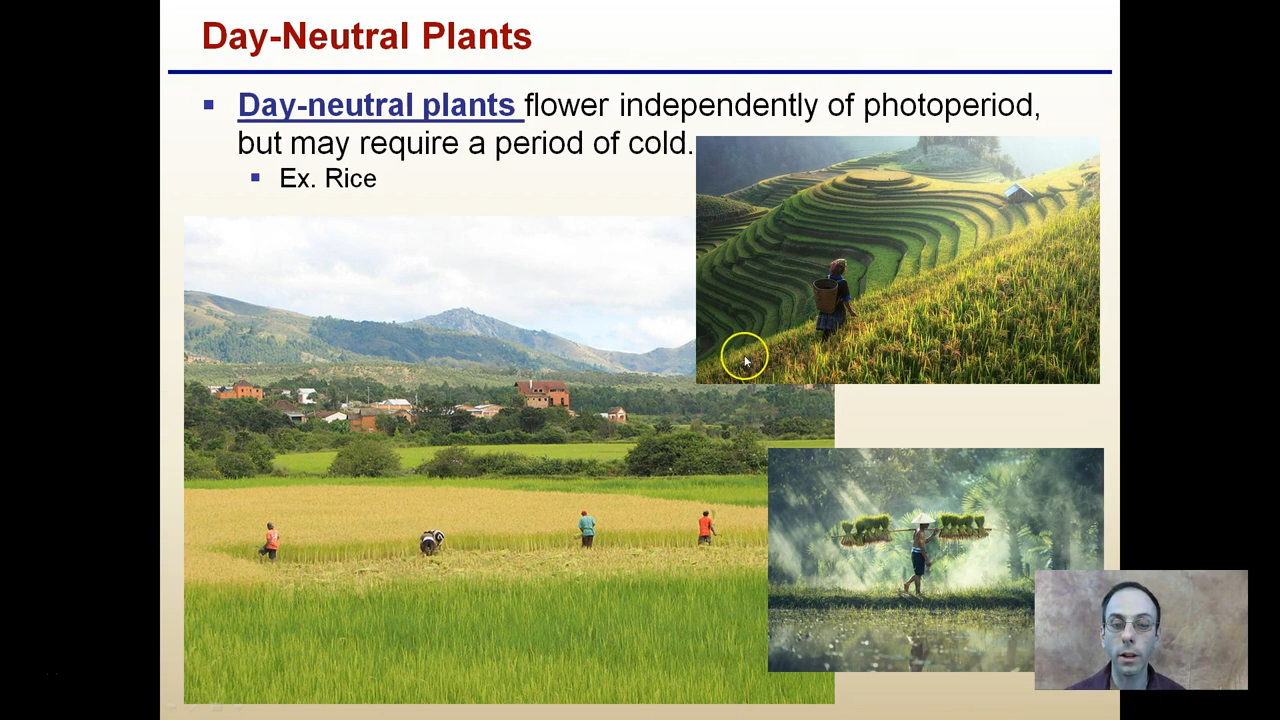 Day-Neutral Plants
Day-neutral plants flower independently of photoperiod,
but may require a period of cold.
Ex. Rice